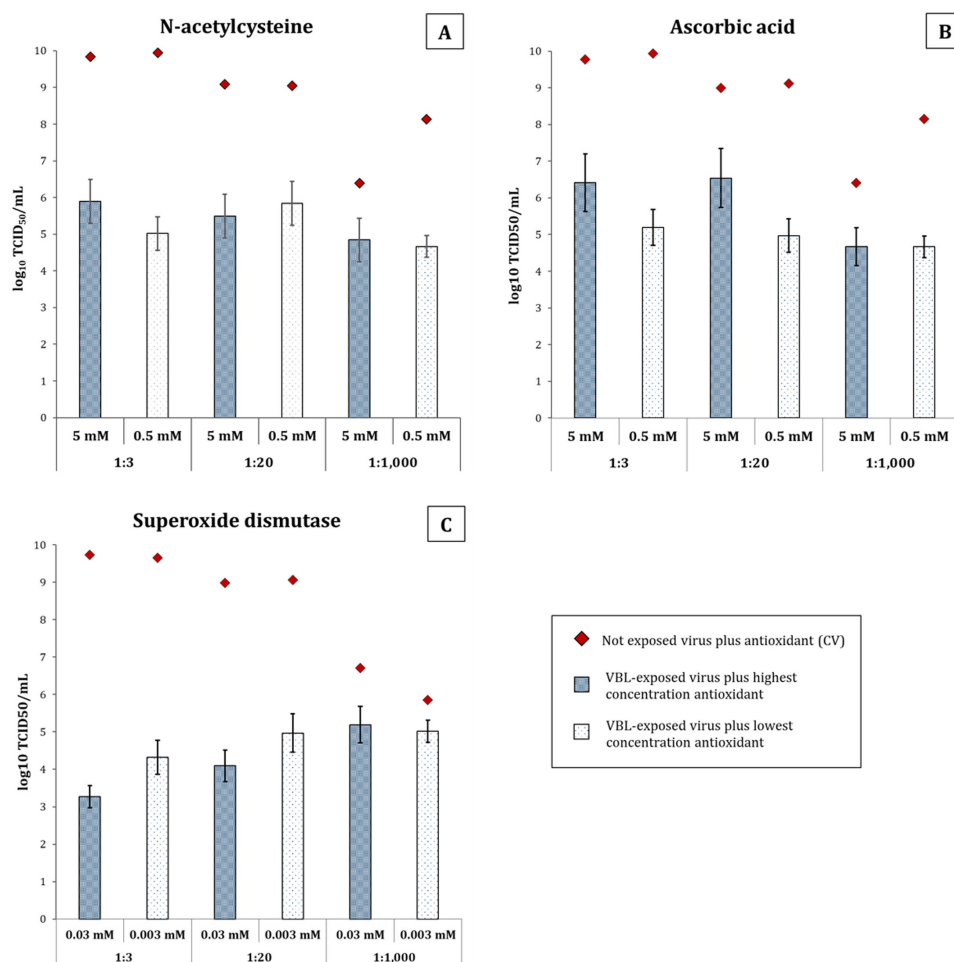 N-acetylcysteine
A
10
9
8
7
6
5
4
3
2
1
0
log₁₀ TCID₅₀/mL
5 mM 0.5 mM 5 mM 0.5 mM 5 mM 0.5 mM
1:3 1:20 1:1,000
Ascorbic acid
B
10
9
8
7
6
5
4
3
2
1
0
log10 TCID50/mL
5 mM 0.5 mM 5 mM 0.5 mM 5 mM 0.5 mM
1:3 1:20 1:1,000
Superoxide dismutase
C
10
9
8
7
6
5
4
3
2
1
0
log10 TCID50/mL
0.03 mM 0.003 mM 0.03 mM 0.003 mM 0.03 mM 0.003 mM
1:3 1:20 1:1,000
Not exposed virus plus antioxidant (CV)
VBL-exposed virus plus highest
concentration antioxidant
VBL-exposed virus plus lowest
concentration antioxidant